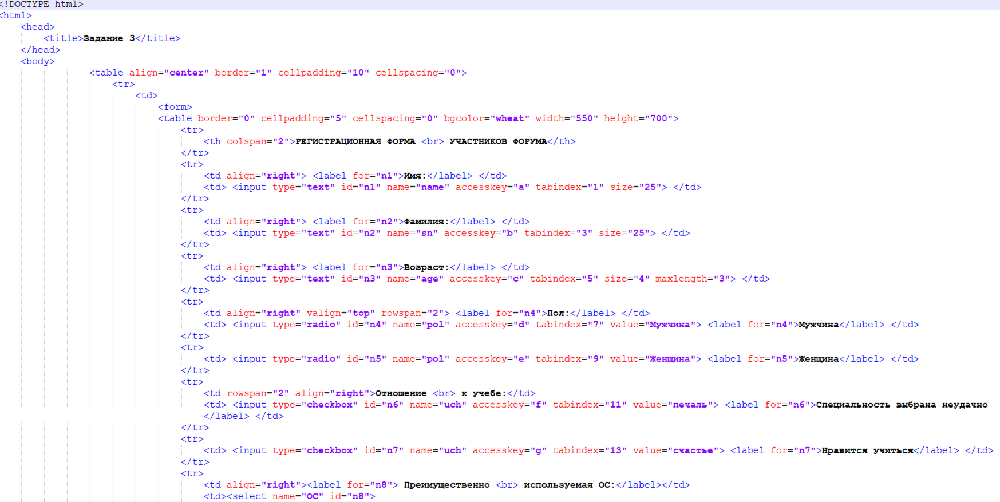 <!DOCTYPE html>
<html>
<head>
<title>Задание 3</title>
</head>
<body>
<table align="center" border="1" cellpadding="10" cellspacing="0">
<tr>
<td>
<form>
<table border="0" cellpadding="5" cellspacing="0" bgcolor="wheat" width="550" height="700">
<tr>
<th colspan="2">РЕГИСТРАЦИОННАЯ ФОРМА <br> УЧАСТНИКОВ ФОРУМА</th>
</tr>
<tr>
<td align="right"> <label for="n1">Имя:</label> </td>
<td> <input type="text" id="n1" name="name" accesskey="a" tabindex="1" size="25"> </td>
</tr>
<tr>
<td align="right"> <label for="n2">Фамилия:</label> </td>
<td> <input type="text" id="n2" name="sn" accesskey="b" tabindex="3" size="25"> </td>
</tr>
<tr>
<td align="right"> <label for="n3">Возраст:</label> </td>
<td> <input type="text" id="n3" name="age" accesskey="c" tabindex="5" size="4" maxlength="3"> </td>
</tr>
<tr>
<td align="right" valign="top" rowspan="2"> <label for="n4">Пол:</label> </td>
<td> <input type="radio" id="n4" name="pol" accesskey="d" tabindex="7" value="Мужчина"> <label for="n4">Мужчина</label> </td>
</tr>
<tr>
<td> <input type="radio" id="n5" name="pol" accesskey="e" tabindex="9" value="Женщина"> <label for="n5">Женщина</label> </td>
</tr>
<tr>
<td rowspan="2" align="right">Отношение <br> к учебе:</td>
<td> <input type="checkbox" id="n6" name="uch" accesskey="f" tabindex="11" value="печаль"> <label for="n6">Специальность выбрана неудачно
</label> </td>
</tr>
<tr>
<td> <input type="checkbox" id="n7" name="uch" accesskey="g" tabindex="13" value="счастье"> <label for="n7">Нравится учиться</label> </td>
</tr>
<tr>
<td align="right"><label for="n8"> Преимущественно <br> используемая ОС:</label></td>
<td><select name="ОС" id="n8">